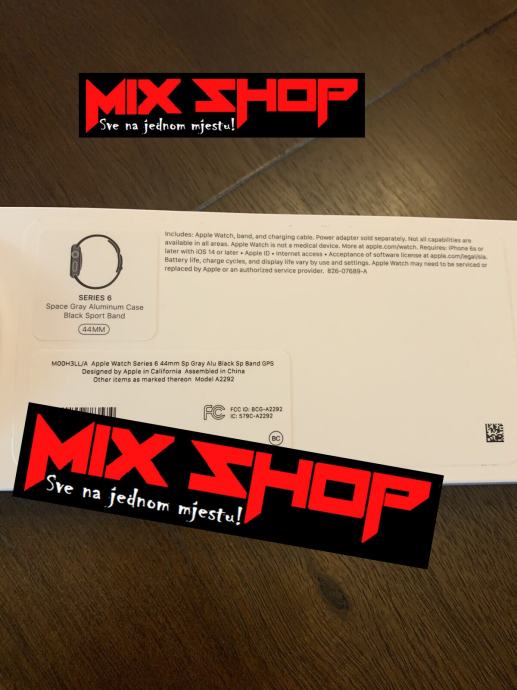 MIX SHOP
Sve na jednom mjestu!
Includes: Apple Watch, band, and charging cable. Power adapter sold separately. Not all capabilities are
available in all areas. Apple Watch is not a medical device. More at apple.com/watch. Requires: iPhone 6s or
later with iOS 14 or later • Apple ID • Internet access • Acceptance of software license at apple.com/legal/sla.
Battery life, charge cycles, and display life vary by use and settings. Apple Watch may need to be serviced or
replaced by Apple or an authorized service provider. 826-07689-A
SERIES 6
Space Gray Aluminum Case
Black Sport Band
44MM
M00H3LL/A Apple Watch Series 6 44mm Sp Gray Alu Black Sp Band GPS
Designed by Apple in California Assembled in China
Other items as marked thereon Model A2292
FC FCC ID: BCG-A2292
IC: 579C-A2292
BC
MIX SHOP
Sve na jednom mjestu!